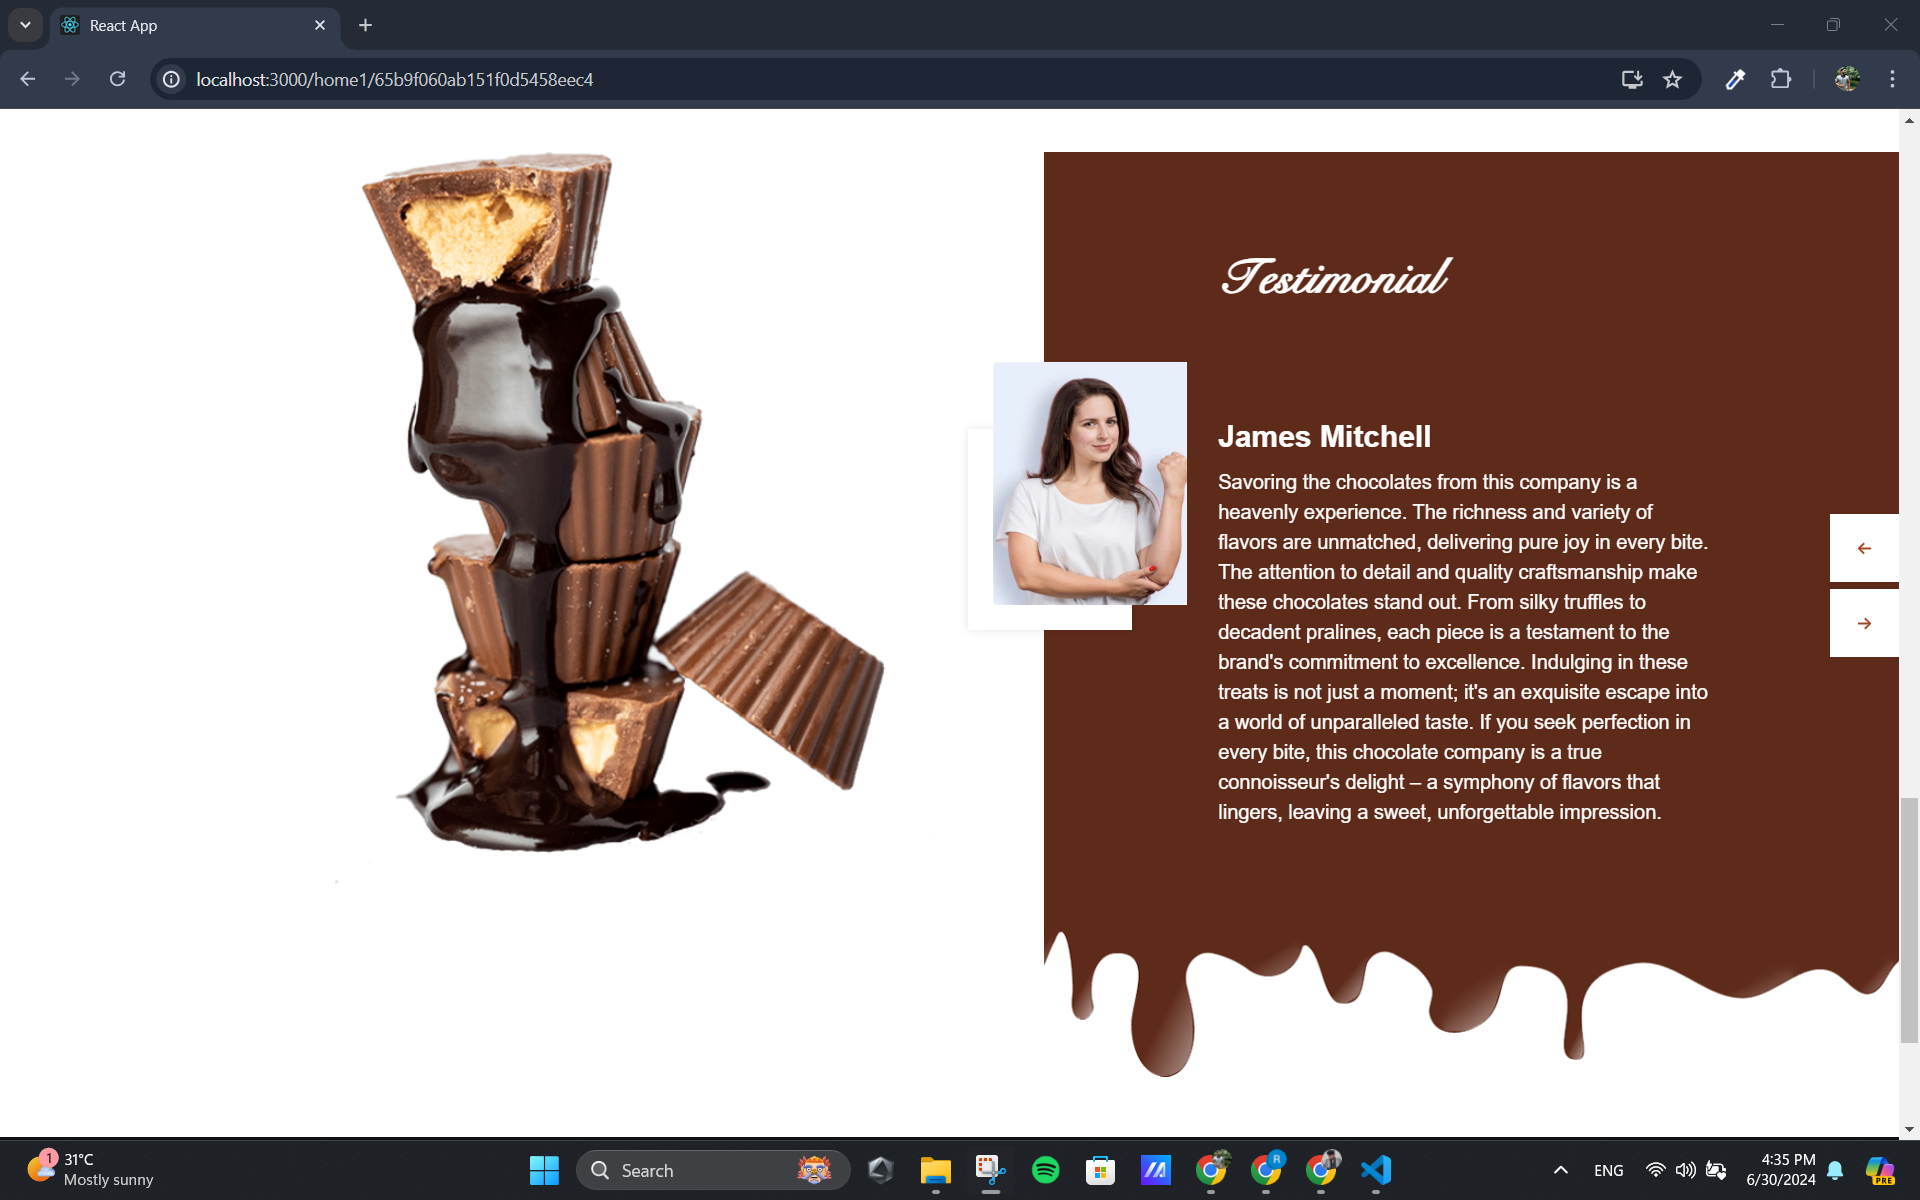 React App
localhost:3000/home1/65b9f060ab151f0d5458eec4
Testimonial
James Mitchell
Savoring the chocolates from this company is a
heavenly experience. The richness and variety of
flavors are unmatched, delivering pure joy in every bite.
The attention to detail and quality craftsmanship make
these chocolates stand out. From silky truffles to
decadent pralines, each piece is a testament to the
brand's commitment to excellence. Indulging in these
treats is not just a moment; it's an exquisite escape into
a world of unparalleled taste. If you seek perfection in
every bite, this chocolate company is a true
connoisseur's delight – a symphony of flavors that
lingers, leaving a sweet, unforgettable impression.
1
31°C
Mostly sunny
Search
R
ENG
4:35 PM
6/30/2024
PRE